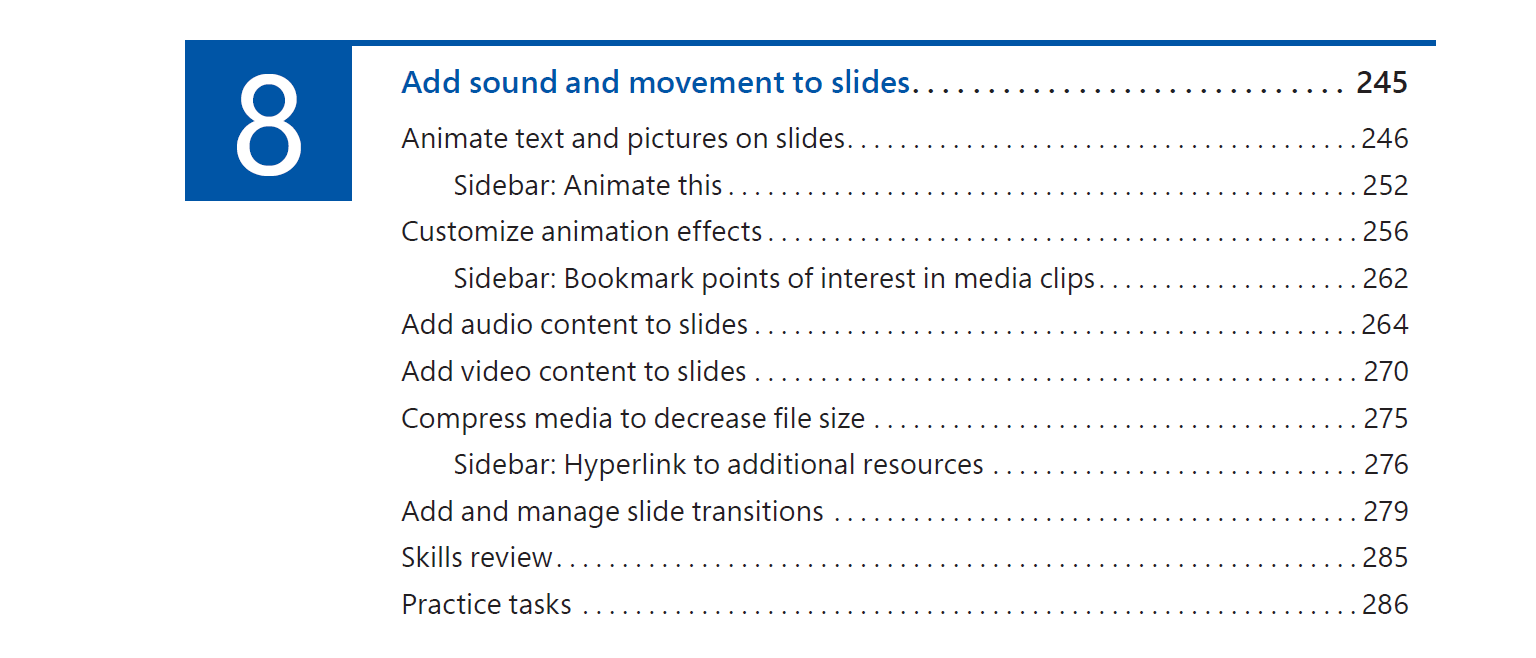 8
Add sound and movement to slides. . . . . . . . . . . . . . . . . . . . . . . . . . . . . 245
Animate text and pictures on slides. . . . . . . . . . . . . . . . . . . . . . . . . . . . . . . . . . . . . . . 246
Sidebar: Animate this . . . . . . . . . . . . . . . . . . . . . . . . . . . . . . . . . . . . . . . . . . . . . . . . 252
Customize animation effects . . . . . . . . . . . . . . . . . . . . . . . . . . . . . . . . . . . . . . . . . . . . . 256
Sidebar: Bookmark points of interest in media clips. . . . . . . . . . . . . . . . . . . . 262
Add audio content to slides . . . . . . . . . . . . . . . . . . . . . . . . . . . . . . . . . . . . . . . . . . . . . . 264
Add video content to slides . . . . . . . . . . . . . . . . . . . . . . . . . . . . . . . . . . . . . . . . . . . . . . 270
Compress media to decrease file size . . . . . . . . . . . . . . . . . . . . . . . . . . . . . . . . . . . . . 275
Sidebar: Hyperlink to additional resources . . . . . . . . . . . . . . . . . . . . . . . . . . . . 276
Add and manage slide transitions . . . . . . . . . . . . . . . . . . . . . . . . . . . . . . . . . . . . . . . . 279
Skills review. . . . . . . . . . . . . . . . . . . . . . . . . . . . . . . . . . . . . . . . . . . . . . . . . . . . . . . . . . . . . 285
Practice tasks . . . . . . . . . . . . . . . . . . . . . . . . . . . . . . . . . . . . . . . . . . . . . . . . . . . . . . . . . . . 286